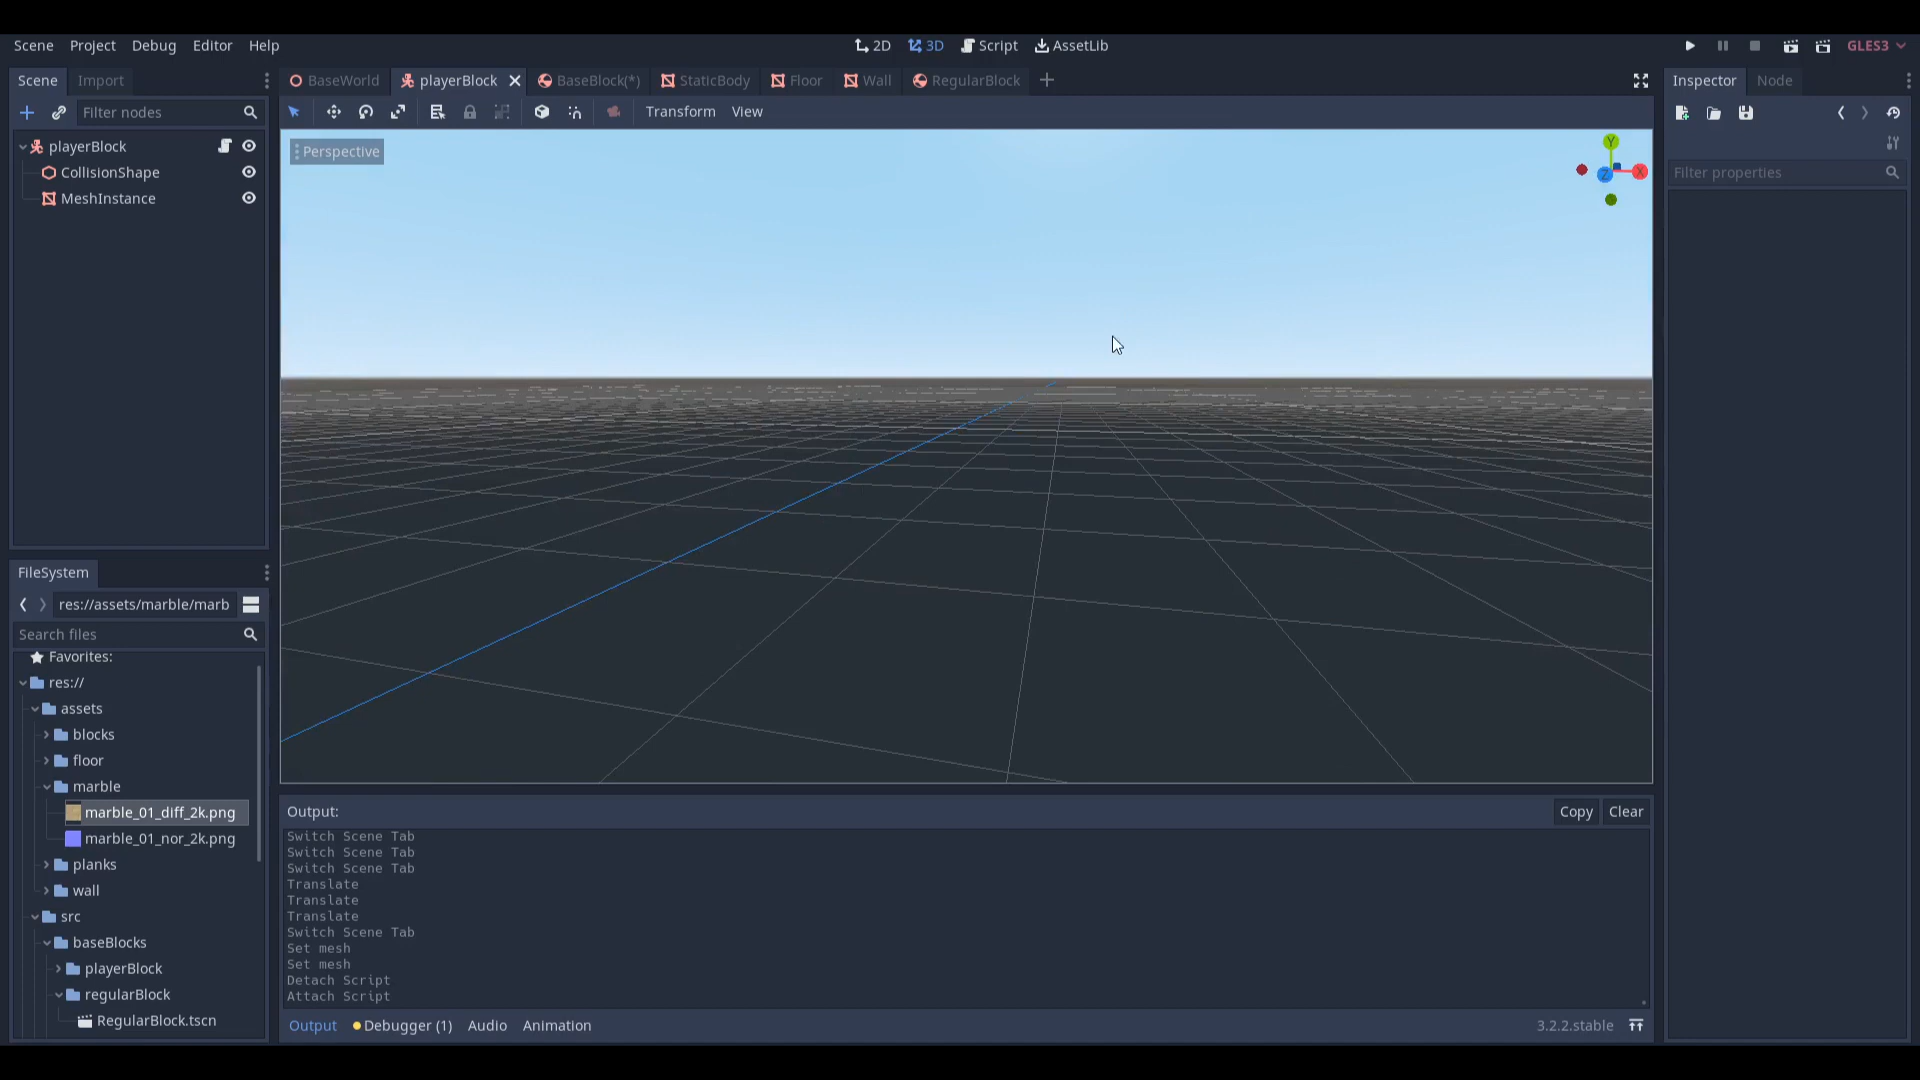 Scene Project Debug Editor Help 2D 3D Script AssetLib GLES3
Scene Import BaseWorld playerBlock BaseBlock(*) StaticBody Floor Wall RegularBlock Inspector Node
Filter nodes Transform View
Perspective
Y
X
Z
playerBlock
CollisionShape
MeshInstance
Filter properties
FileSystem
res://assets/marble/marb
Search files
Favorites:
res://
assets
blocks
floor
marble
marble_01_diff_2k.png
marble_01_nor_2k.png
planks
wall
src
baseBlocks
playerBlock
regularBlock
RegularBlock.tscn
Output: Copy Clear
Switch Scene Tab
Switch Scene Tab
Switch Scene Tab
Translate
Translate
Translate
Switch Scene Tab
Set mesh
Set mesh
Detach Script
Attach Script
Output Debugger (1) Audio Animation 3.2.2.stable